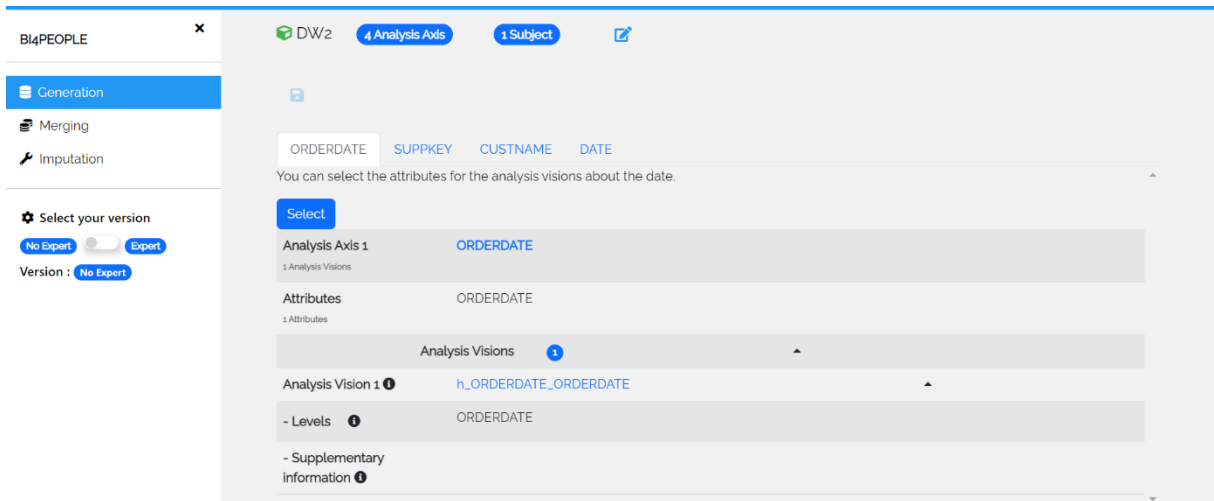 BI4PEOPLE
×
Generation
Merging
Imputation
Select your version
No Expert Expert
Version : No Expert
DW2 4 Analysis Axis 1 Subject
ORDERDATE SUPPKEY CUSTNAME DATE
You can select the attributes for the analysis visions about the date.
Select
Analysis Axis 1 ORDERDATE
1 Analysis Visions
Attributes ORDERDATE
1 Attributes
Analysis Visions 1
Analysis Vision 1 h_ORDERDATE_ORDERDATE
- Levels ORDERDATE
- Supplementary
information